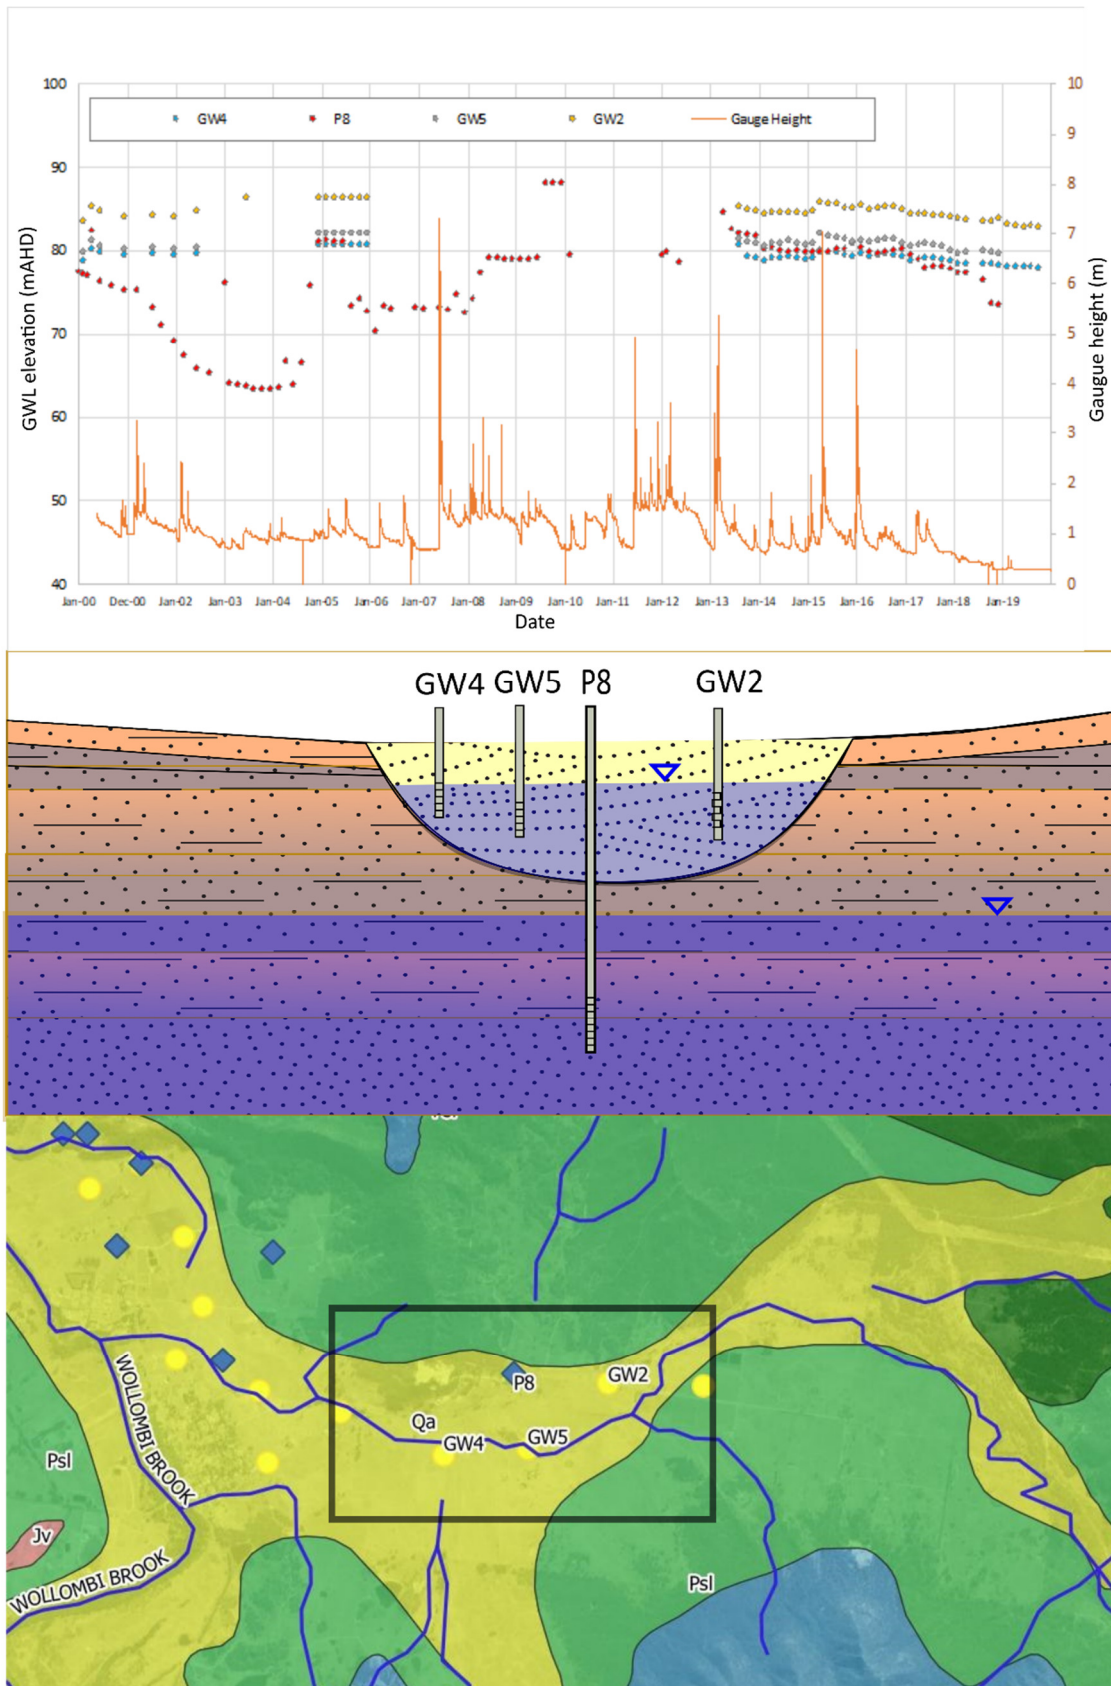 100
90
80
70
60
50
40
GWL elevation (mAHD)
GW4 P8 GW5 GW2 Gauge Height
10
9
8
7
6
5
4
3
2
1
0
Gaugue height (m)
Jan-00 Dec-00 Jan-02 Jan-03 Jan-04 Jan-05 Jan-06 Jan-07 Jan-08 Jan-09 Jan-10 Jan-11 Jan-12 Jan-13 Jan-14 Jan-15 Jan-16 Jan-17 Jan-18 Jan-19
Date
GW4 GW5 P8 GW2
P8
GW2
Qa
GW4
GW5
WOLLOMBI BROOK
Psl
Jv
WOLLOMBI BROOK
Psl